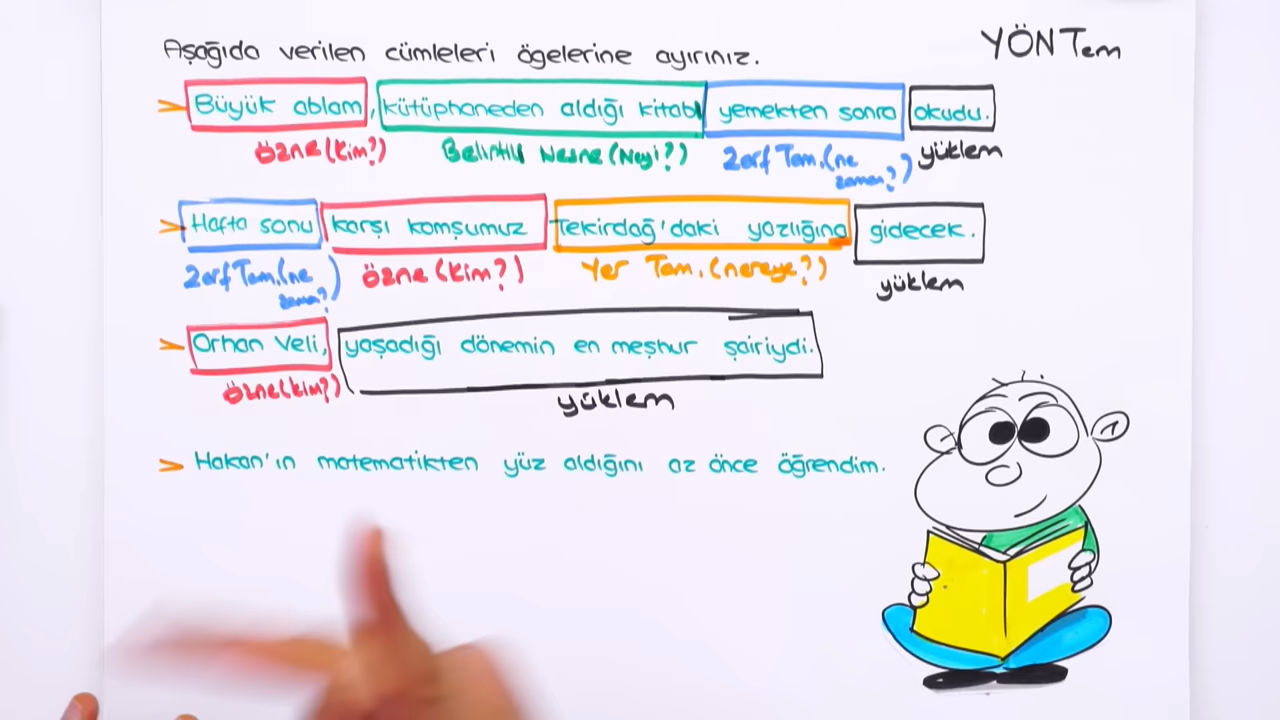 Aşağıda verilen cümleleri ögelerine ayırınız.
YÖNTem
> Büyük ablam, kütüphaneden aldığı kitabı yemekten sonra okudu.
Özne (Kim?) Belirtili Nesne (Neyi?) Zarf Tam. (ne zaman?) yüklem
> Hafta sonu karşı komşumuz Tekirdağ'daki yazlığına gidecek.
Zarf Tam. (ne zaman?) Özne (Kim?) Yer Tam. (nereye?) yüklem
> Orhan Veli, yaşadığı dönemin en meşhur şairiydi.
Özne (kim?) yüklem
> Hakan'ın matematikten yüz aldığını az önce öğrendim.